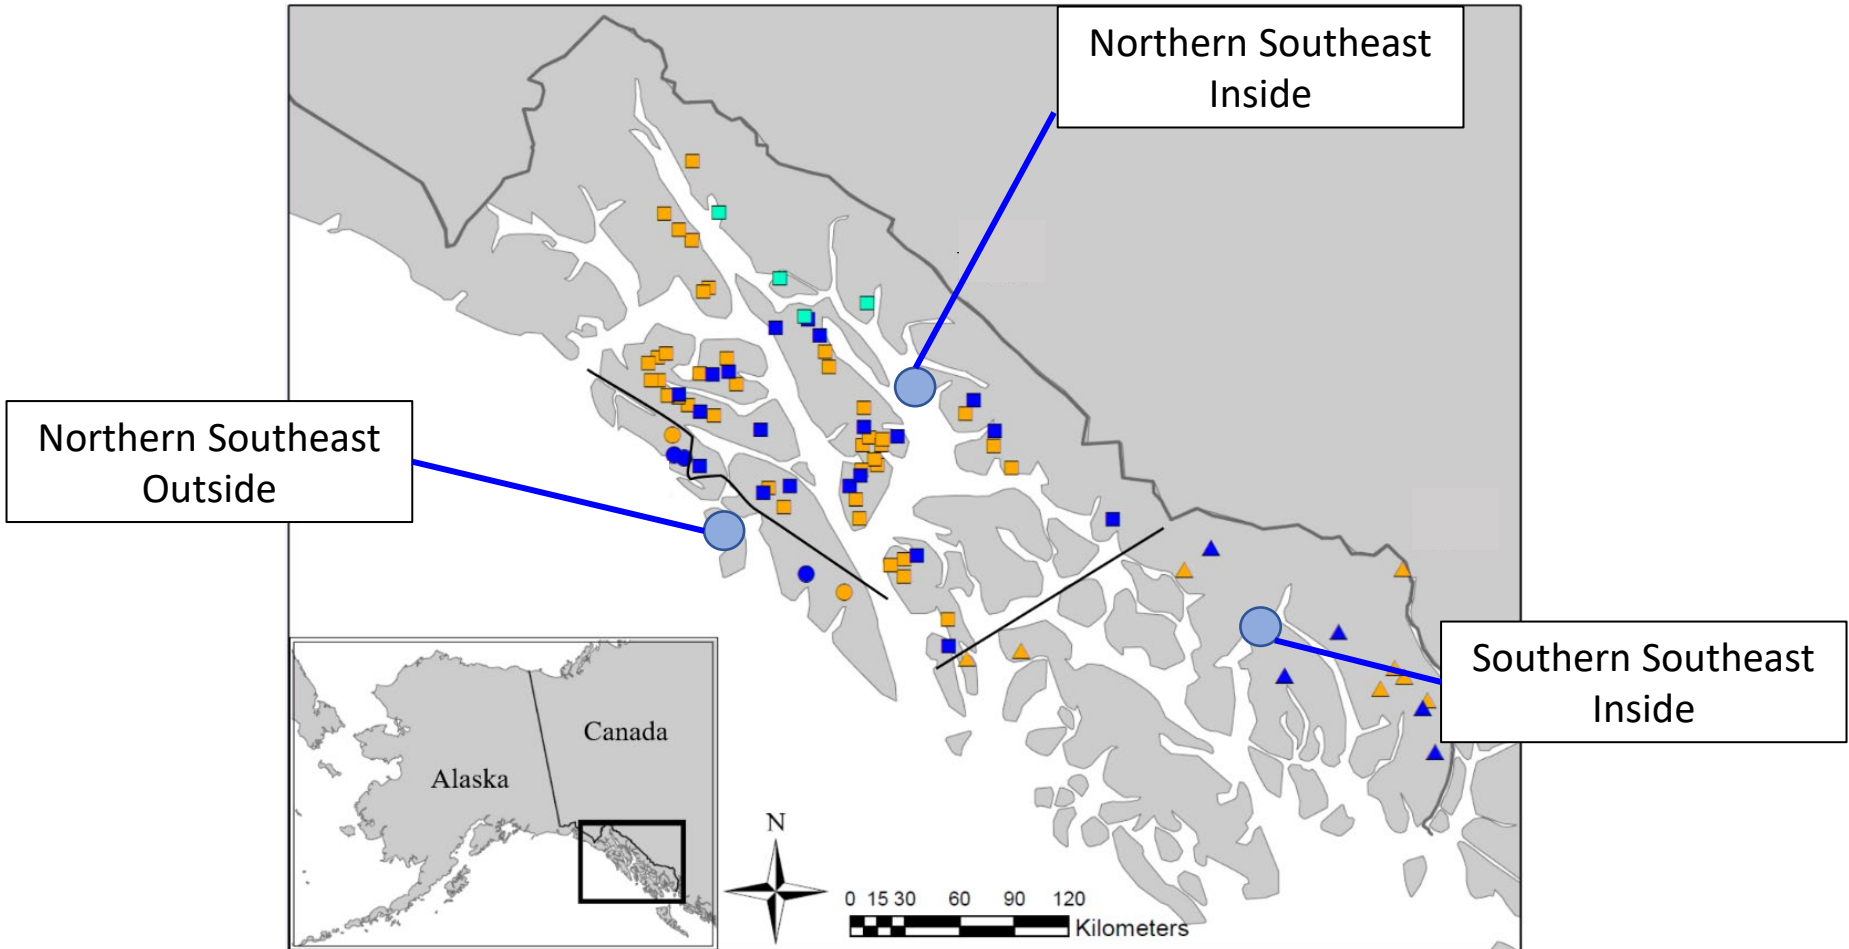 Northern Southeast
Inside
Northern Southeast
Outside
Southern Southeast
Inside
Canada
Alaska
N
0 15 30 60 90 120
Kilometers